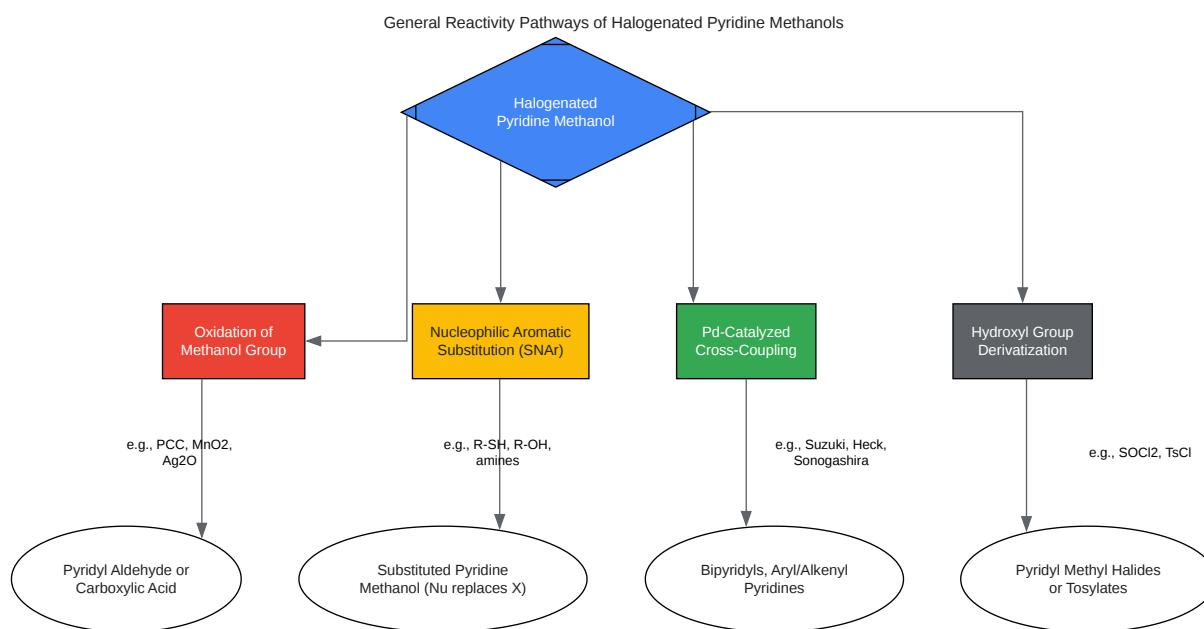 General Reactivity Pathways of Halogenated Pyridine Methanols
Halogenated
Pyridine Methanol
Oxidation of
Methanol Group
Nucleophilic Aromatic
Substitution (SNAr)
Pd-Catalyzed
Cross-Coupling
Hydroxyl Group
Derivatization
e.g., PCC, MnO2,
Ag2O
e.g., R-SH, R-OH,
amines
e.g., Suzuki, Heck,
Sonogashira
e.g., SOCl2, TsCl
Pyridyl Aldehyde or
Carboxylic Acid
Substituted Pyridine
Methanol (Nu replaces X)
Bipyridyls, Aryl/Alkenyl
Pyridines
Pyridyl Methyl Halides
or Tosylates